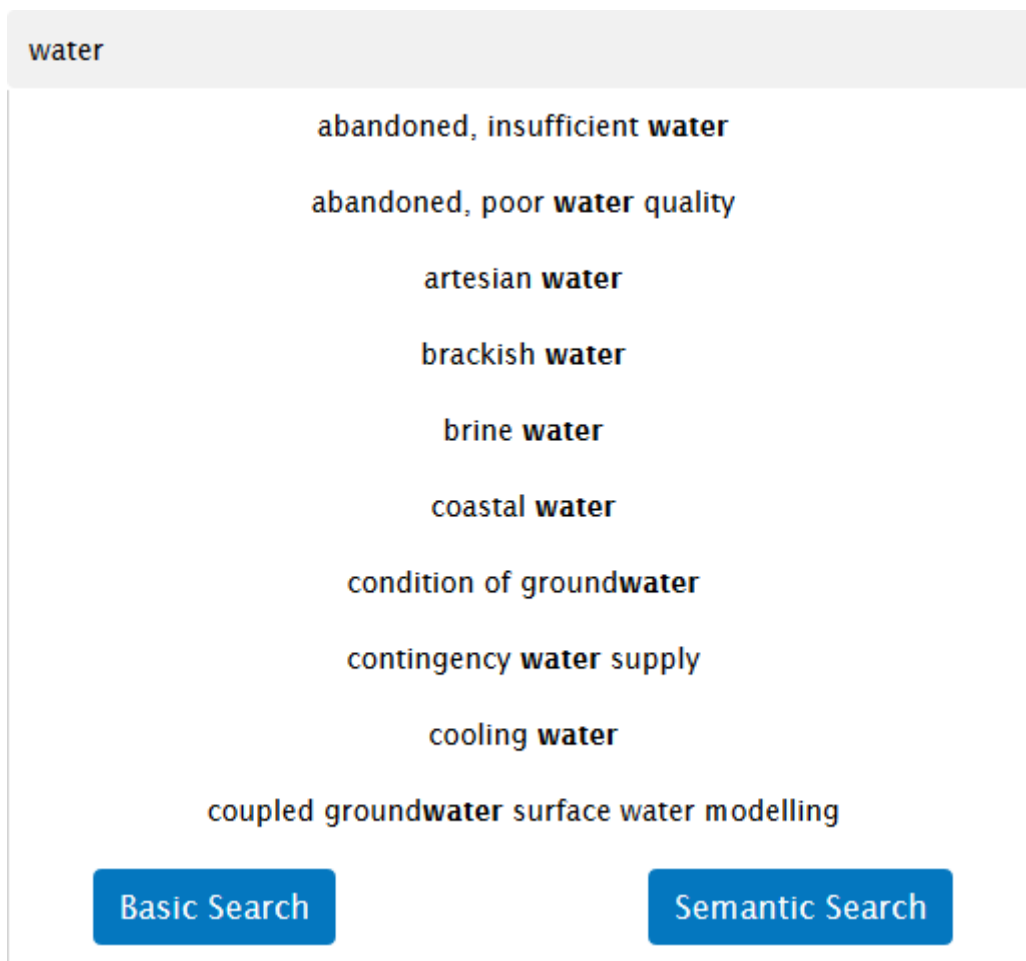 water
abandoned, insufficient water
abandoned, poor water quality
artesian water
brackish water
brine water
coastal water
condition of groundwater
contingency water supply
cooling water
coupled groundwater surface water modelling
Basic Search Semantic Search